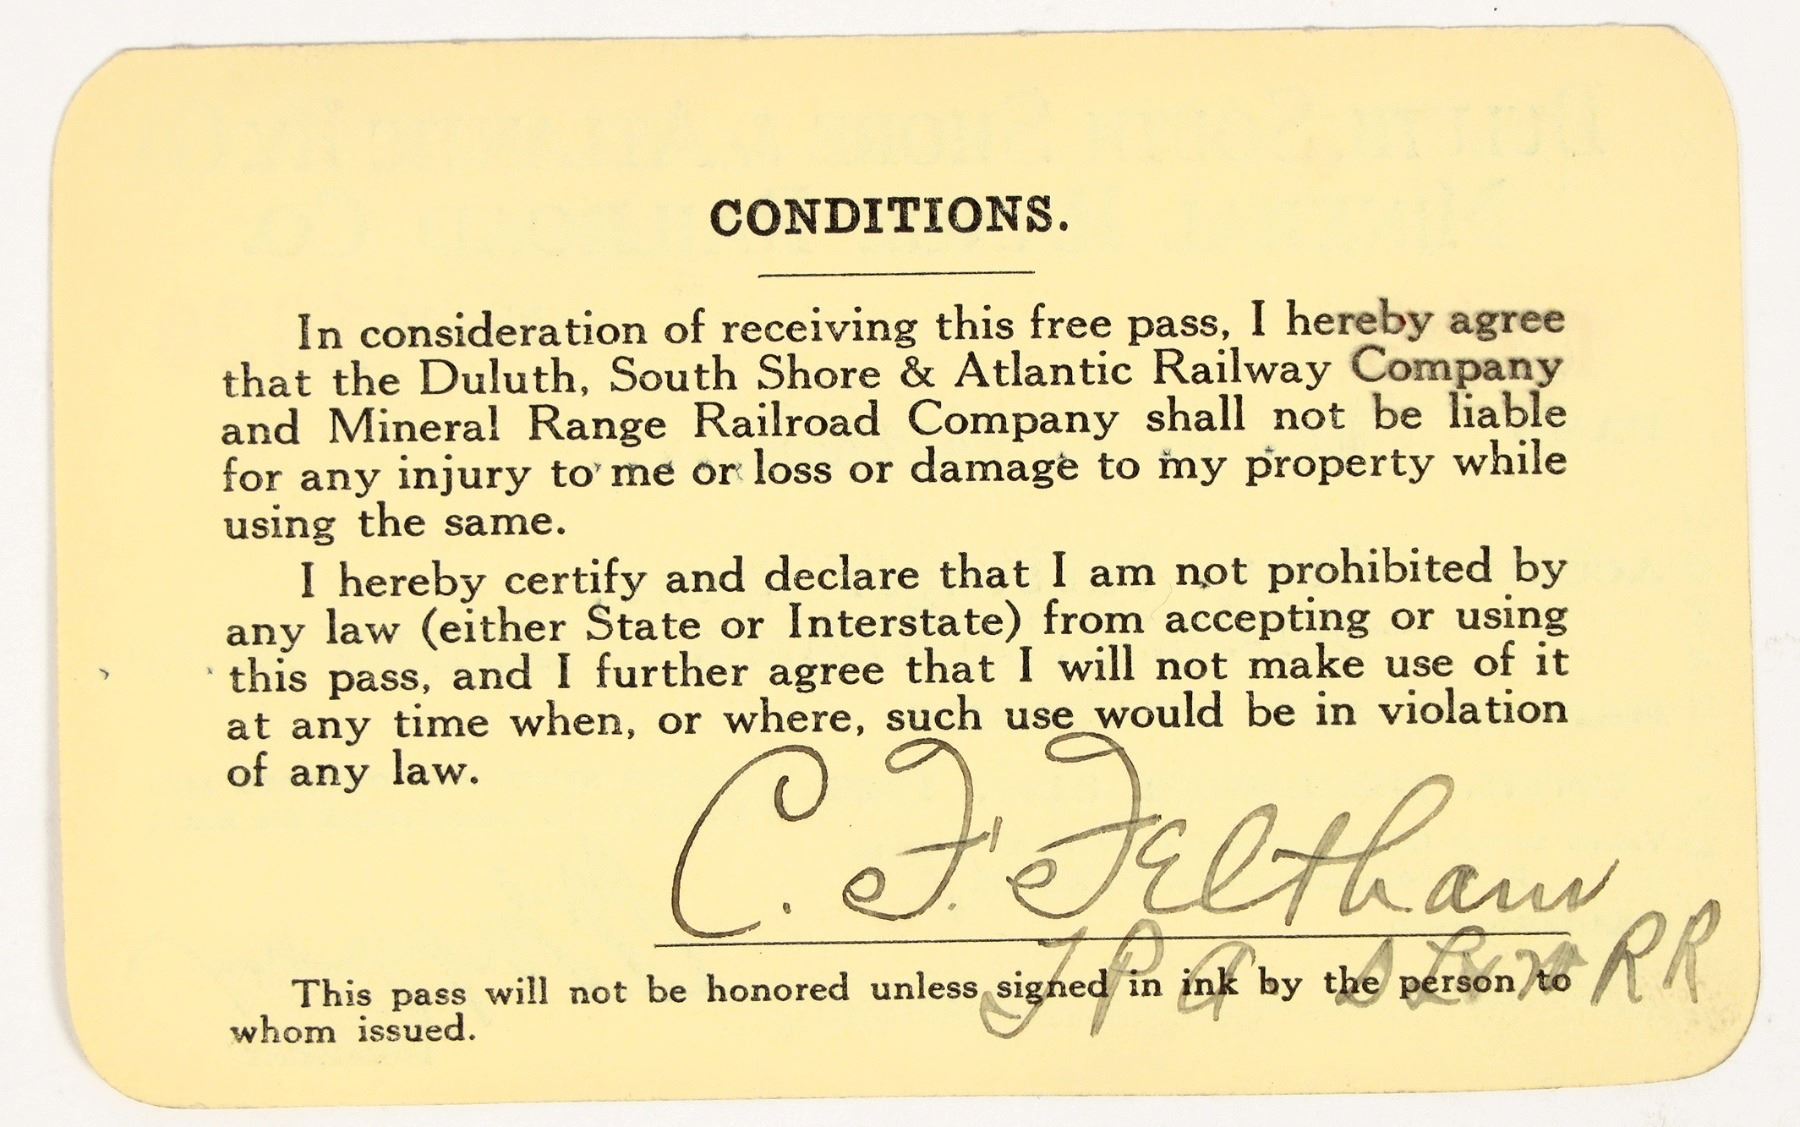 CONDITIONS.
In consideration of receiving this free pass, I hereby agree
that the Duluth, South Shore & Atlantic Railway Company
and Mineral Range Railroad Company shall not be liable
for any injury to me or loss or damage to my property while
using the same.
I hereby certify and declare that I am not prohibited by
any law (either State or Interstate) from accepting or using
this pass, and I further agree that I will not make use of it
at any time when, or where, such use would be in violation
of any law.
C. F. Feltham
RR
This pass will not be honored unless signed in ink by the person to
whom issued.